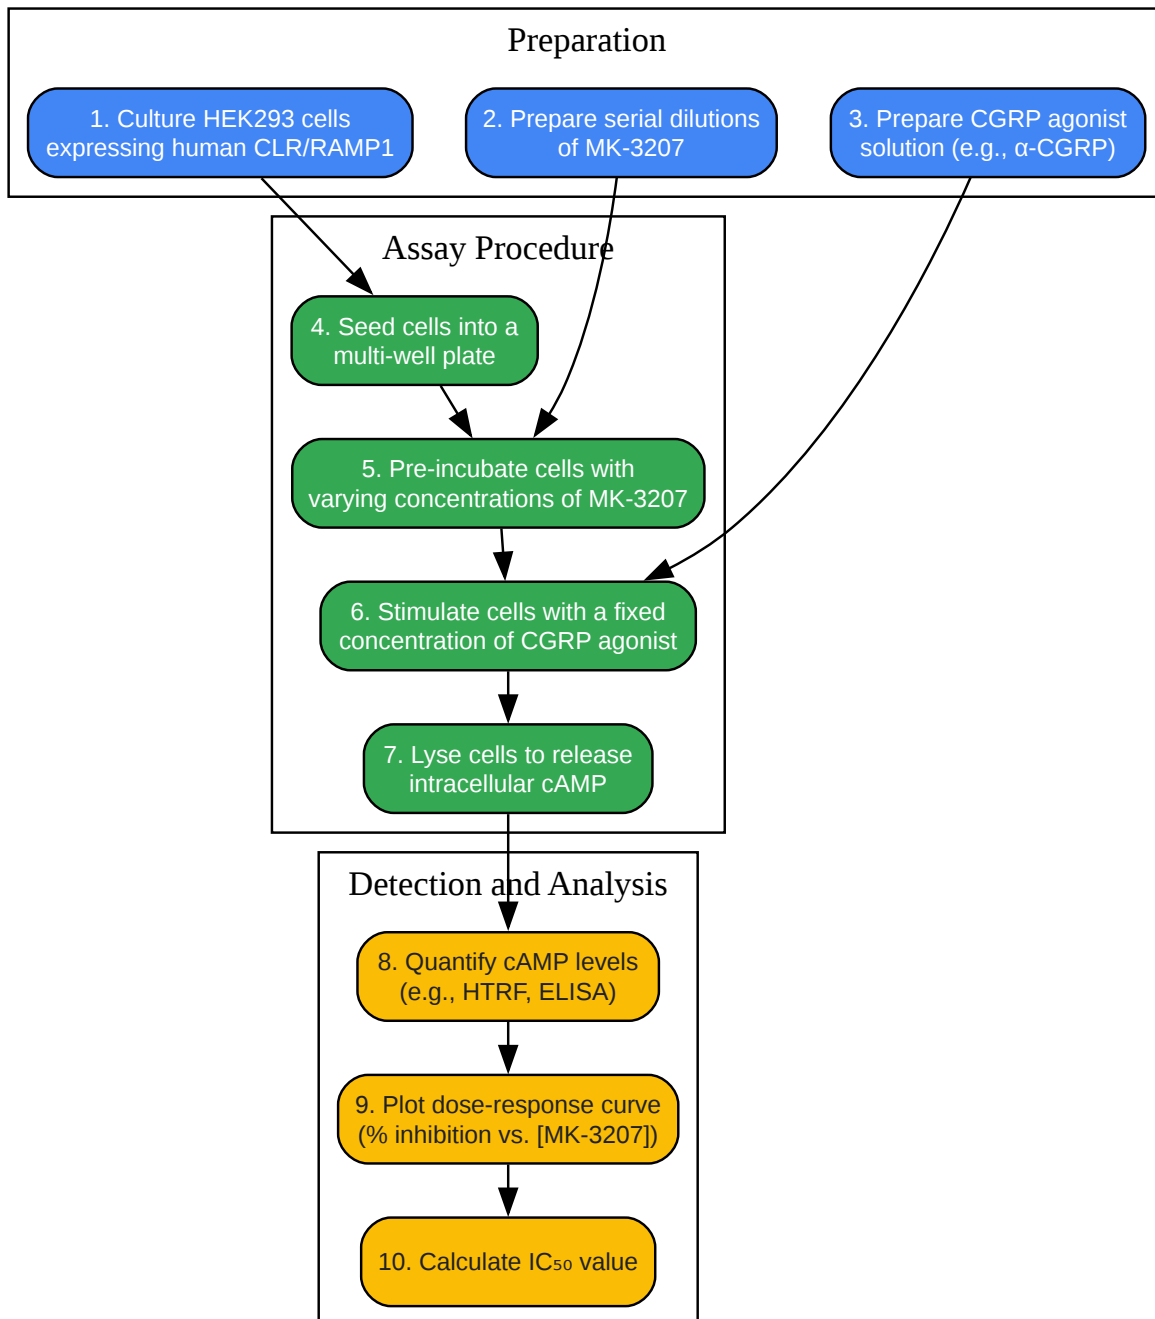 Preparation
1. Culture HEK293 cells
expressing human CLR/RAMP1
2. Prepare serial dilutions
of MK-3207
3. Prepare CGRP agonist
solution (e.g., α-CGRP)
Assay Procedure
4. Seed cells into a
multi-well plate
5. Pre-incubate cells with
varying concentrations of MK-3207
6. Stimulate cells with a fixed
concentration of CGRP agonist
7. Lyse cells to release
intracellular cAMP
Detection and Analysis
8. Quantify cAMP levels
(e.g., HTRF, ELISA)
9. Plot dose-response curve
(% inhibition vs. [MK-3207])
10. Calculate IC₅₀ value